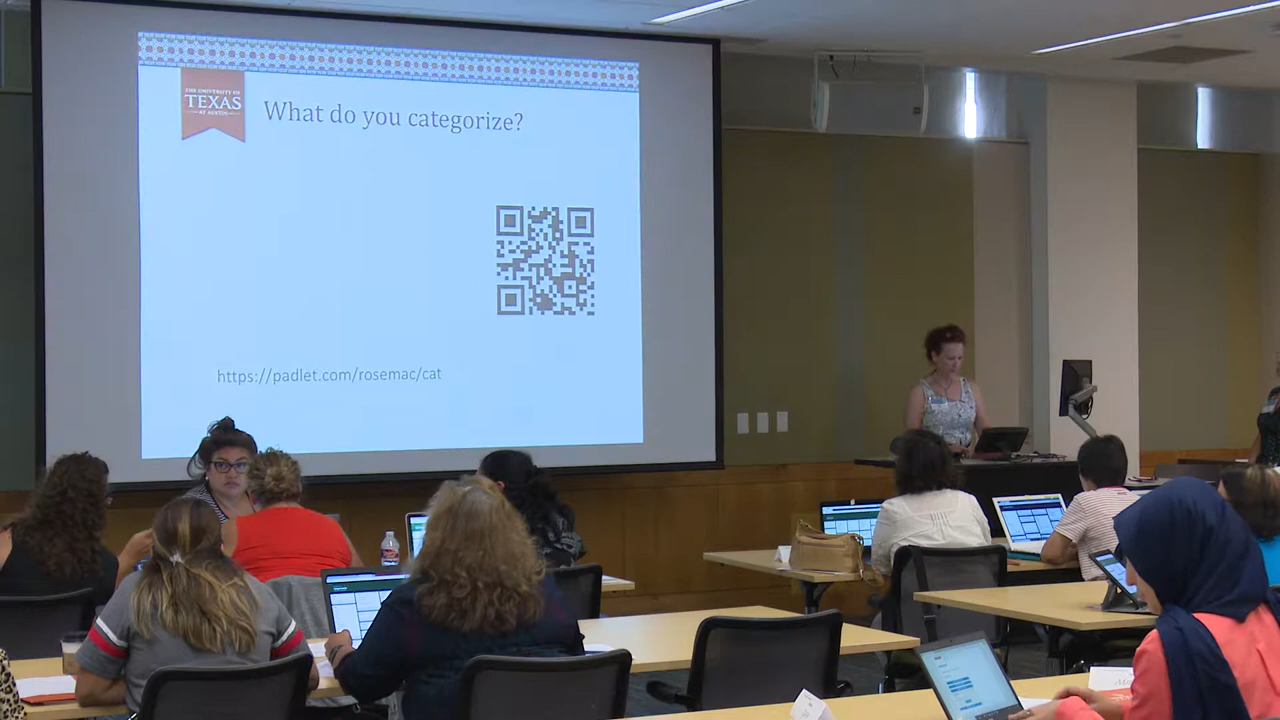 THE UNIVERSITY OF
TEXAS
AT AUSTIN
What do you categorize?
https://padlet.com/rosemac/cat